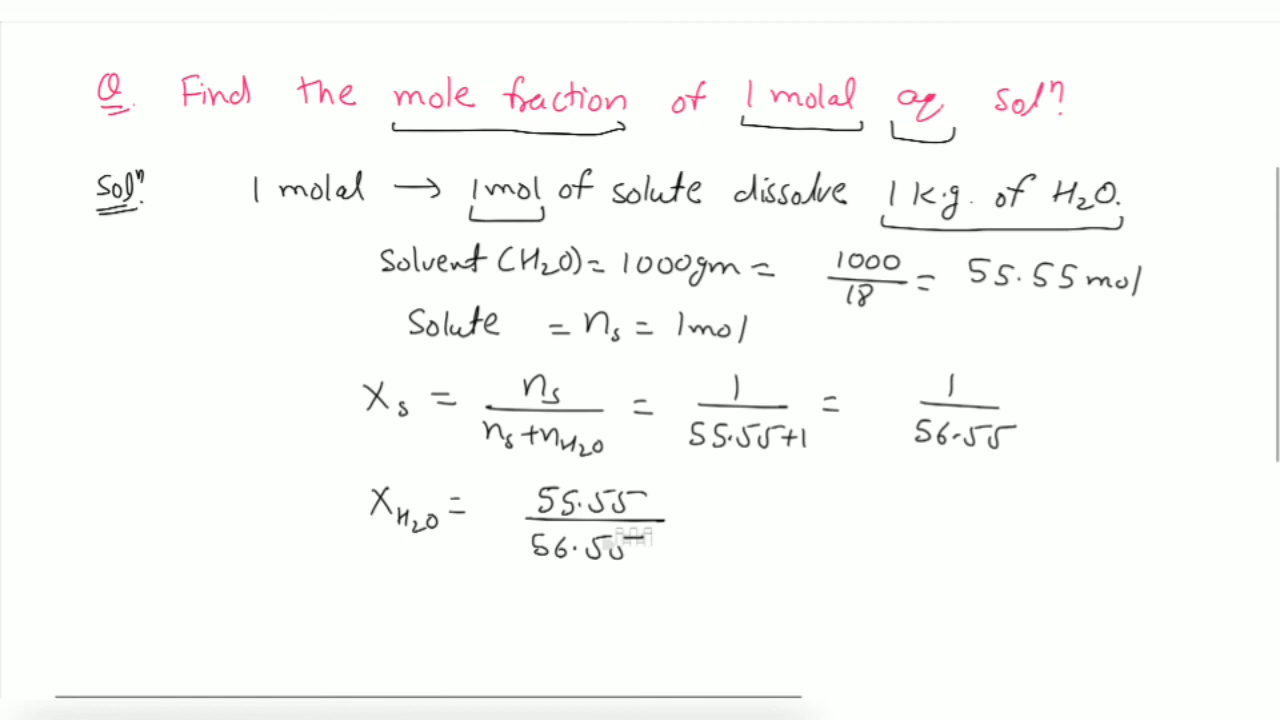 Q. Find the mole fraction of 1 molal aq solⁿ?
Solⁿ 1 molal → 1mol of solute dissolve 1 k.g. of H₂O.
Solvent (H₂O) = 1000gm = 1000/18 = 55.55 mol
Solute = nₛ = 1mol
Xₛ = nₛ/(nₛ+n_H₂O) = 1/(55.55+1) = 1/56.55
X_H₂O = 55.55/56.55